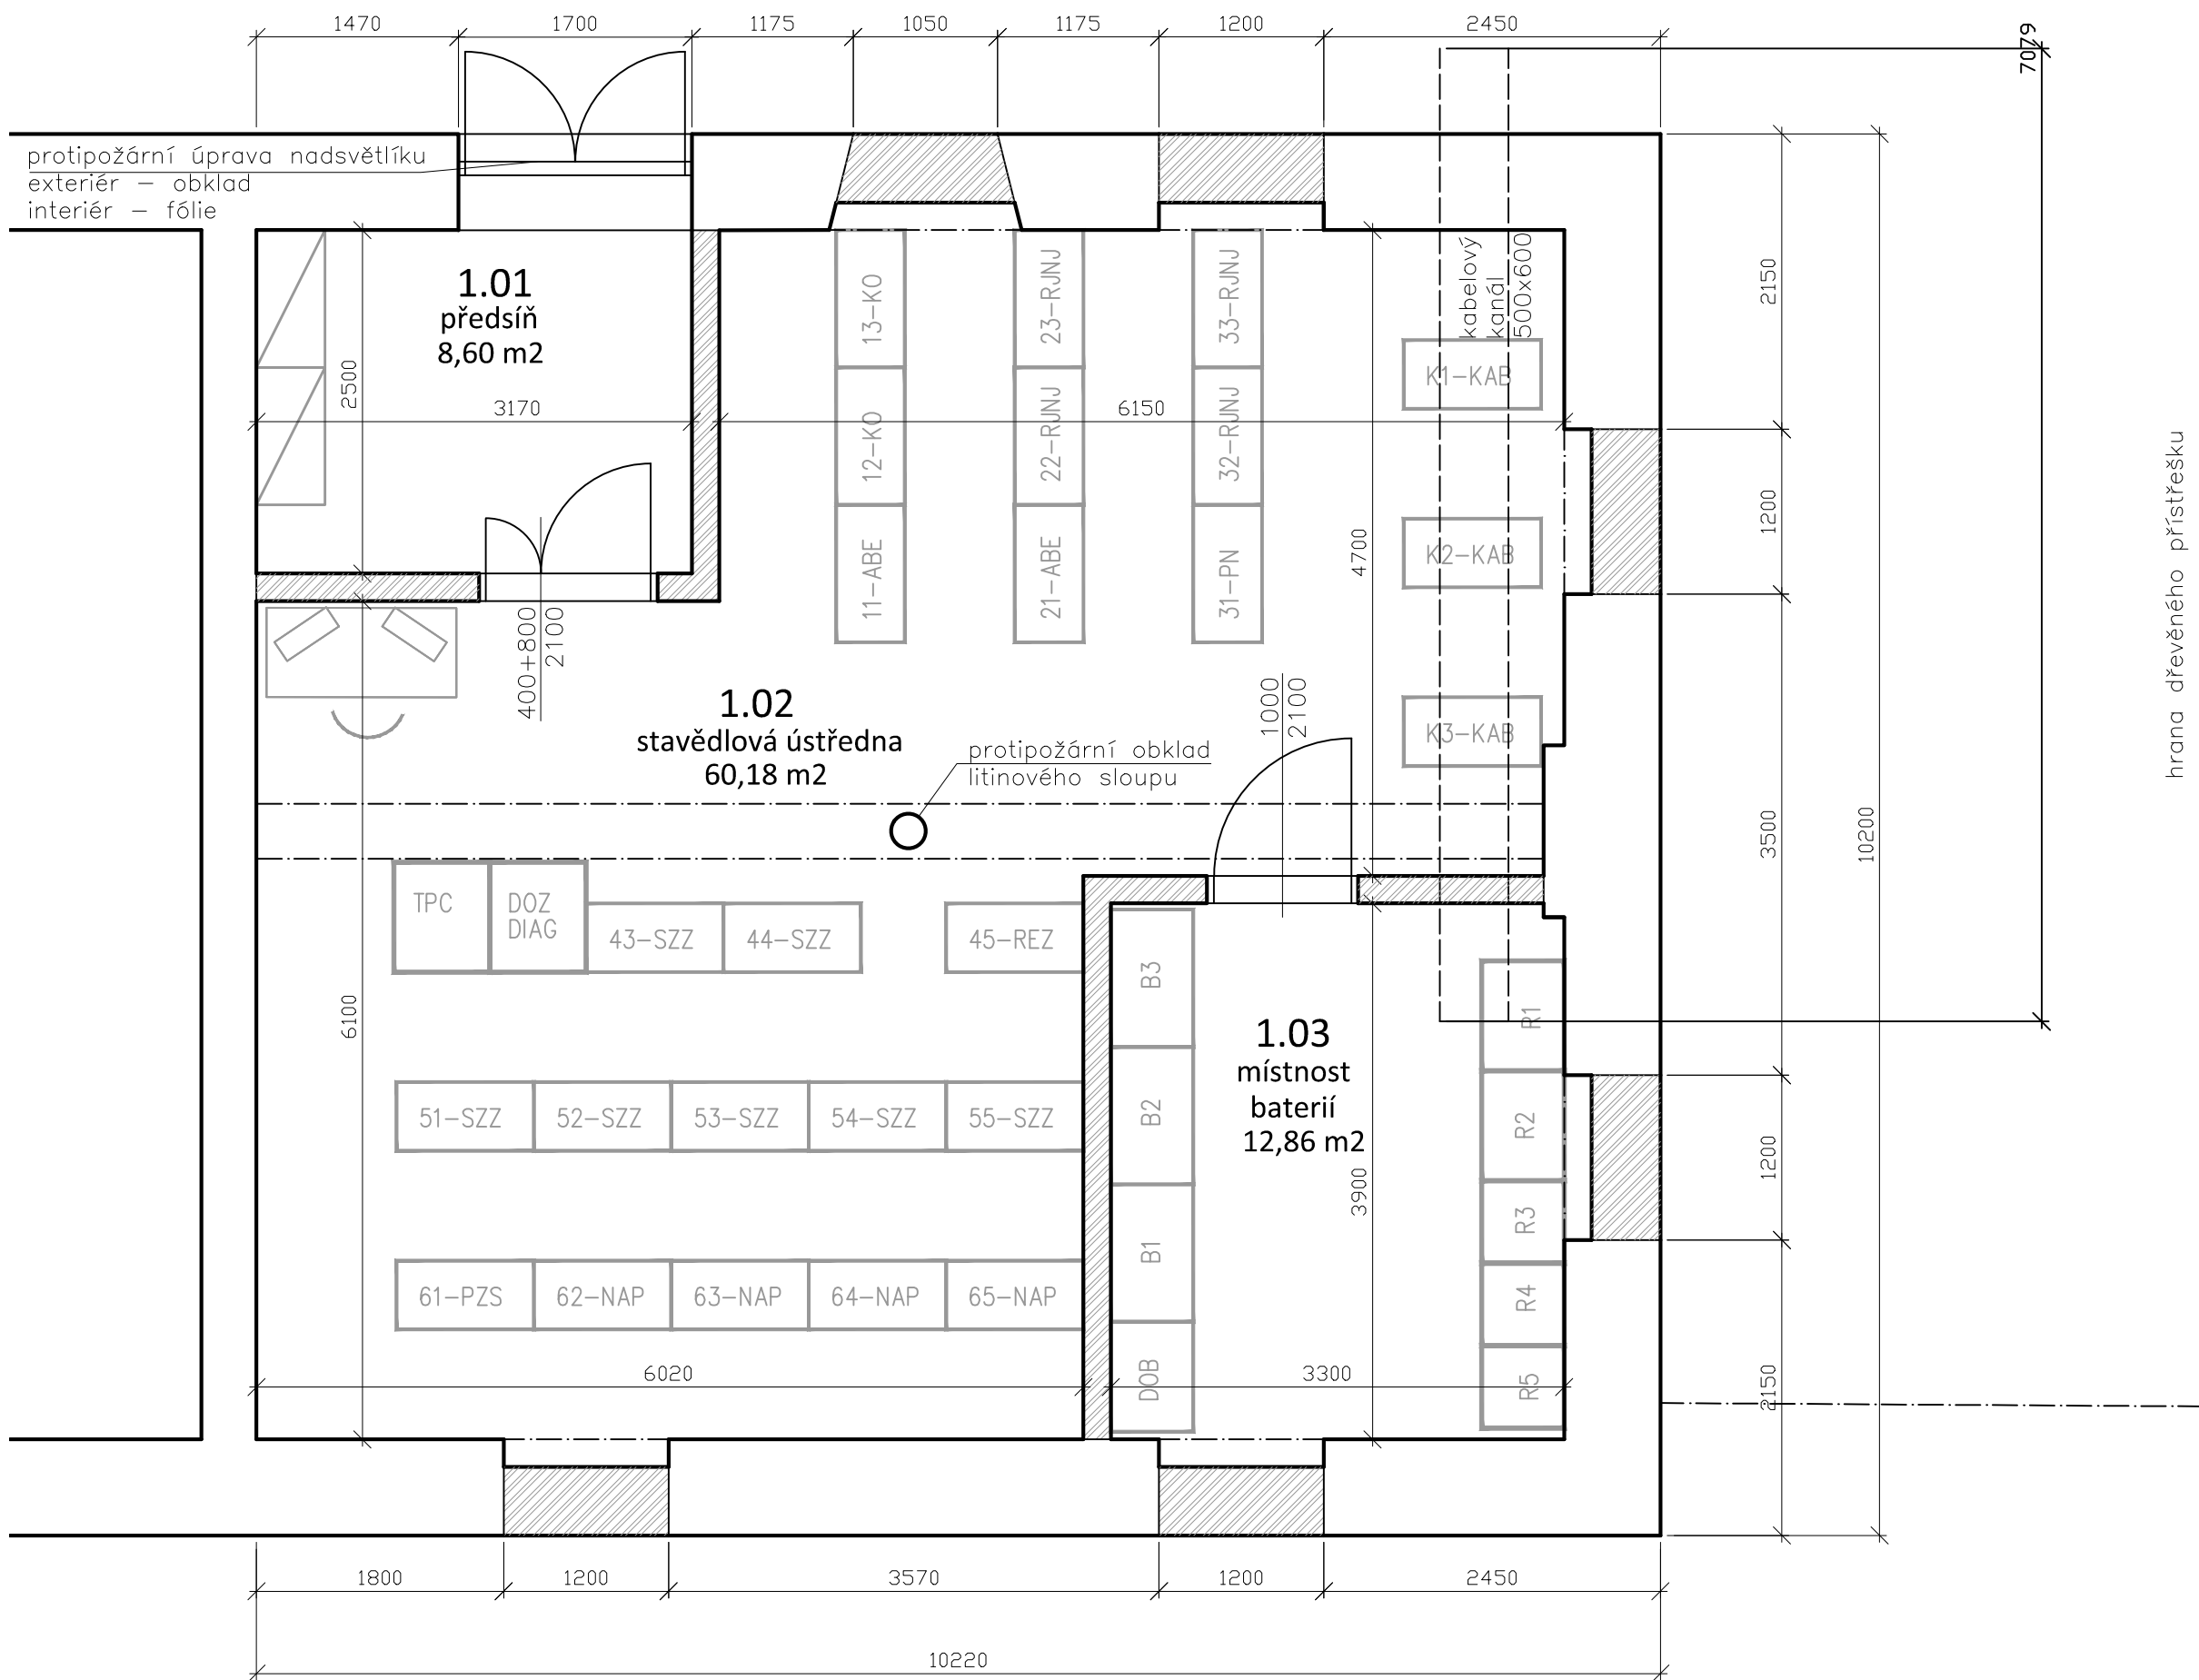 1470
1700
1175
1050
1175
1200
2450
7079
protipožární úprava nadsvětlíku
exteriér – obklad
interiér – fólie
1.01
předsíň
8,60 m2
2500
3170
6150
13-KO
12-KO
11-ABE
23-RJNJ
22-RJNJ
21-ABE
33-RJNJ
32-RJNJ
31-PN
kabelový
kanál
500x600
K1-KAB
K2-KAB
K3-KAB
4700
2150
1200
3500
10200
1200
2150
hrana dřevěného přístřešku
400+800
2100
1.02
stavědlová ústředna
60,18 m2
protipožární obklad
litinového sloupu
1000
2100
TPC
DOZ
DIAG
43-SZZ
44-SZZ
45-REZ
6100
51-SZZ
52-SZZ
53-SZZ
54-SZZ
55-SZZ
61-PZS
62-NAP
63-NAP
64-NAP
65-NAP
B3
B2
B1
DOB
1.03
místnost
baterií
12,86 m2
3900
R1
R2
R3
R4
R5
6020
3300
1800
1200
3570
1200
2450
10220